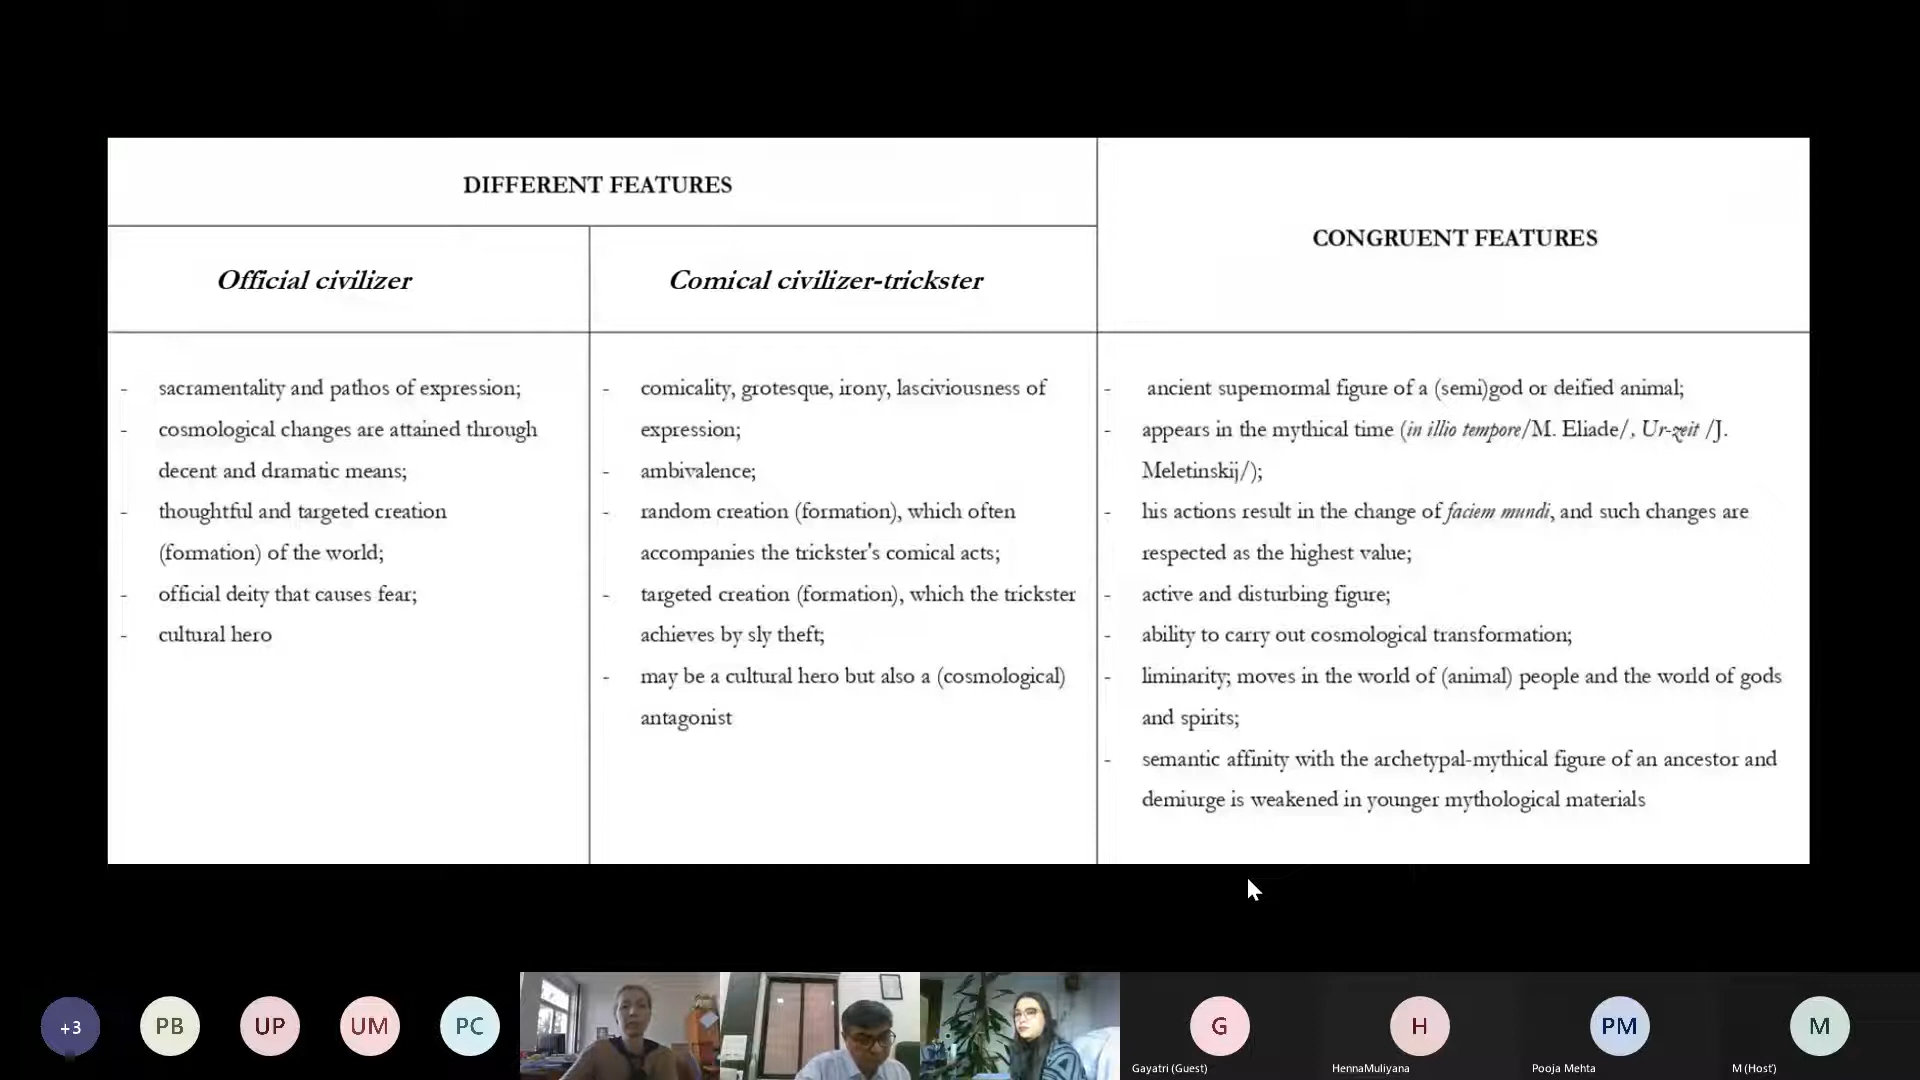 DIFFERENT FEATURES
CONGRUENT FEATURES
Official civilizer
Comical civilizer-trickster
- sacramentality and pathos of expression;
- cosmological changes are attained through
decent and dramatic means;
- thoughtful and targeted creation
(formation) of the world;
- official deity that causes fear;
- cultural hero
- comicality, grotesque, irony, lasciviousness of
expression;
- ambivalence;
- random creation (formation), which often
accompanies the trickster's comical acts;
- targeted creation (formation), which the trickster
achieves by sly theft;
- may be a cultural hero but also a (cosmological)
antagonist
- ancient supernormal figure of a (semi)god or deified animal;
- appears in the mythical time (in illio tempore/M. Eliade/, Ur-zeit /J.
Meletinskij/);
- his actions result in the change of faciem mundi, and such changes are
respected as the highest value;
- active and disturbing figure;
- ability to carry out cosmological transformation;
- liminarity; moves in the world of (animal) people and the world of gods
and spirits;
- semantic affinity with the archetypal-mythical figure of an ancestor and
demiurge is weakened in younger mythological materials
+3
PB
UP
UM
PC
G
H
PM
M
Gayatri (Guest)
HennaMuliyana
Pooja Mehta
M (Host')